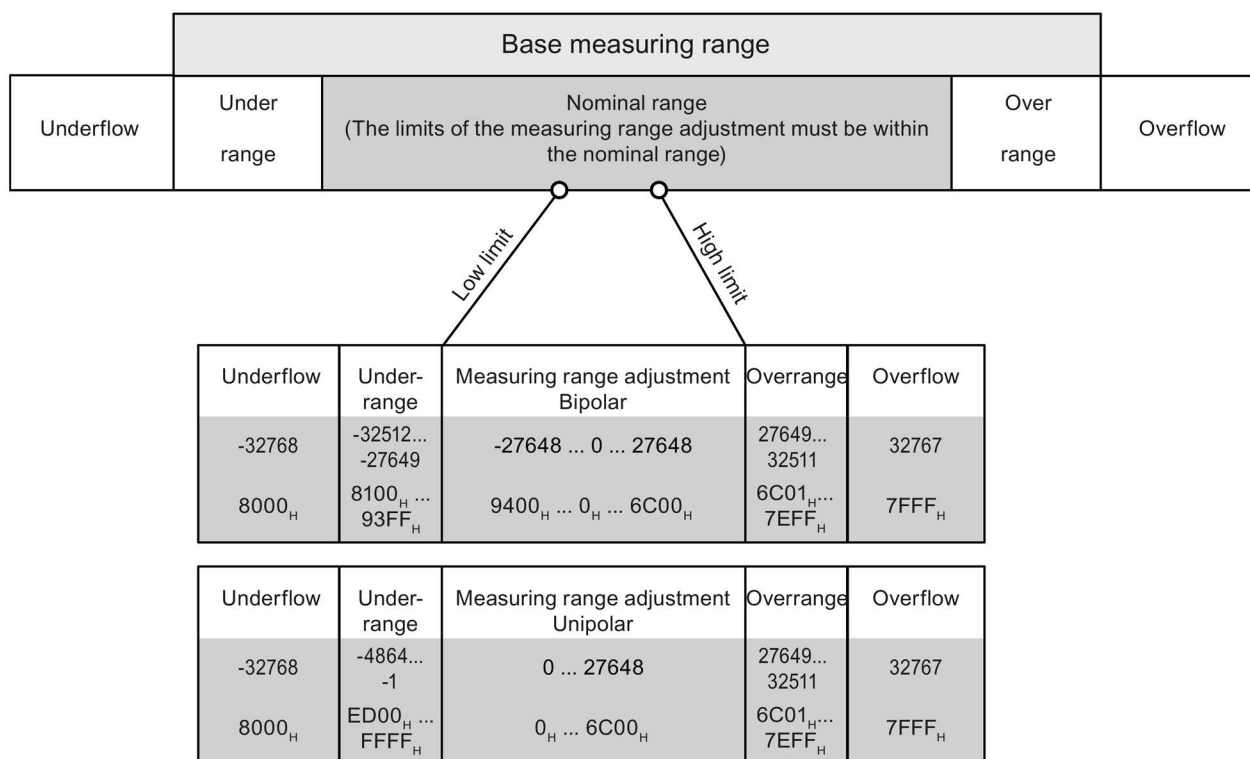 Base measuring range
Underflow
Under
range
Nominal range
(The limits of the measuring range adjustment must be within
the nominal range)
Over
range
Overflow
Low limit
High limit
Underflow
Under-
range
Measuring range adjustment
Bipolar
Overrange
Overflow
-32768
-32512...
-27649
-27648 ... 0 ... 27648
27649...
32511
32767
8000H
8100H ...
93FFH
9400H ... 0H ... 6C00H
6C01H...
7EFFH
7FFFH
Underflow
Under-
range
Measuring range adjustment
Unipolar
Overrange
Overflow
-32768
-4864...
-1
0 ... 27648
27649...
32511
32767
8000H
ED00H ...
FFFFH
0H ... 6C00H
6C01H...
7EFFH
7FFFH